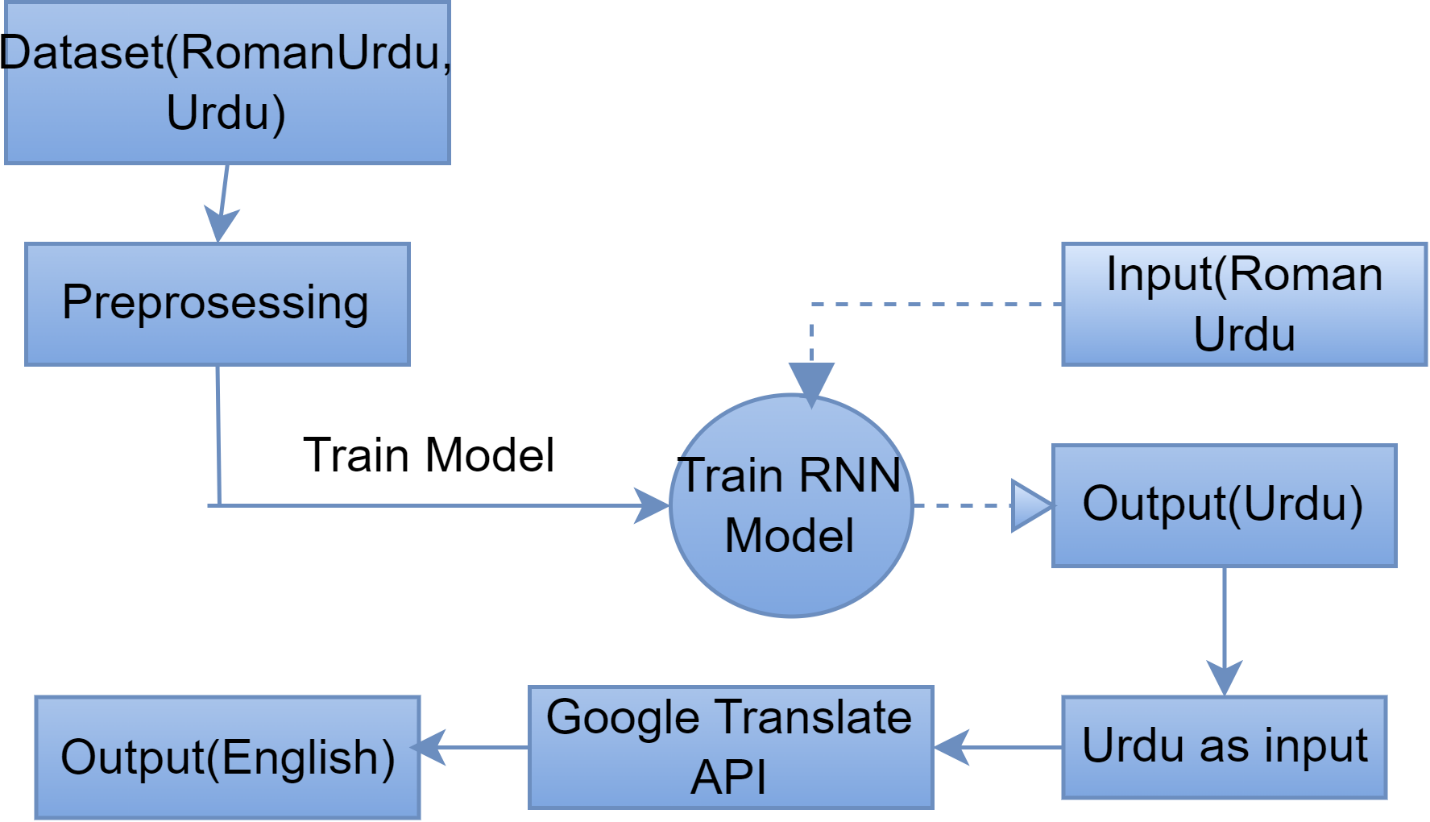 Dataset(RomanUrdu,
Urdu)
Preprosessing
Input(Roman
Urdu
Train Model
Train RNN
Model
Output(Urdu)
Urdu as input
Google Translate
API
Output(English)